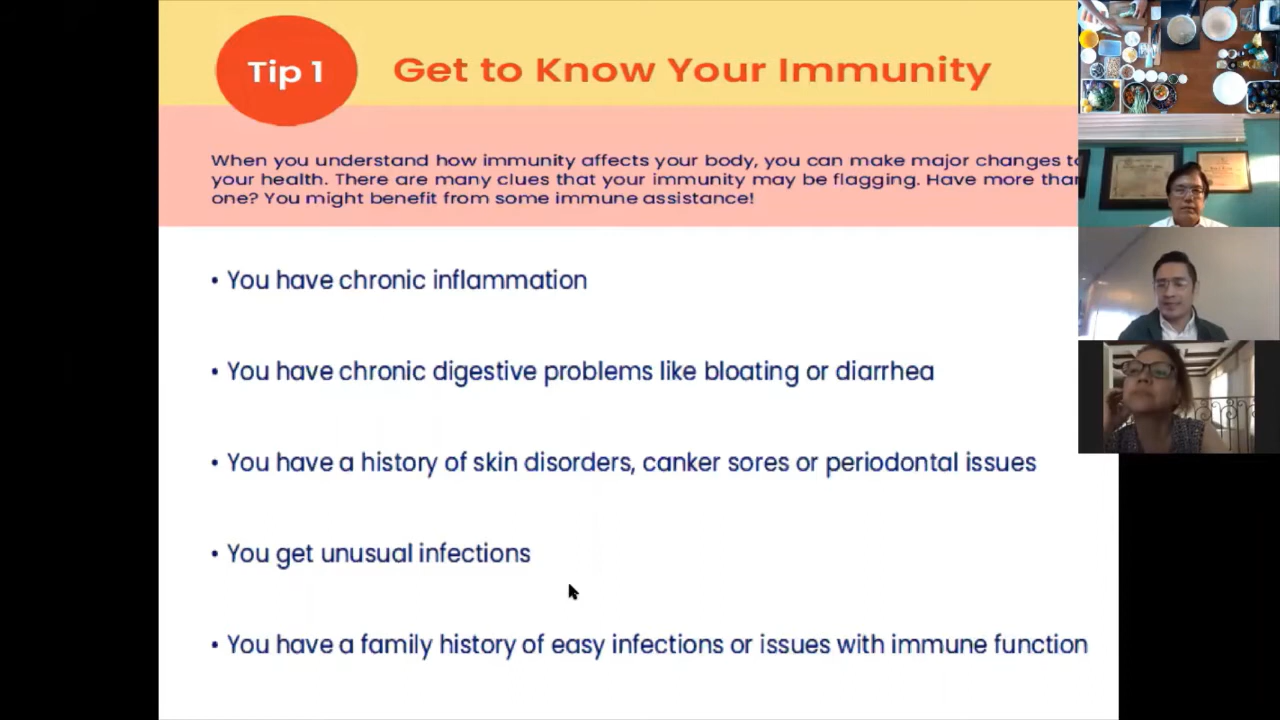 Tip 1
Get to Know Your Immunity
When you understand how immunity affects your body, you can make major changes to
your health. There are many clues that your immunity may be flagging. Have more than
one? You might benefit from some immune assistance!
• You have chronic inflammation
• You have chronic digestive problems like bloating or diarrhea
• You have a history of skin disorders, canker sores or periodontal issues
• You get unusual infections
• You have a family history of easy infections or issues with immune function